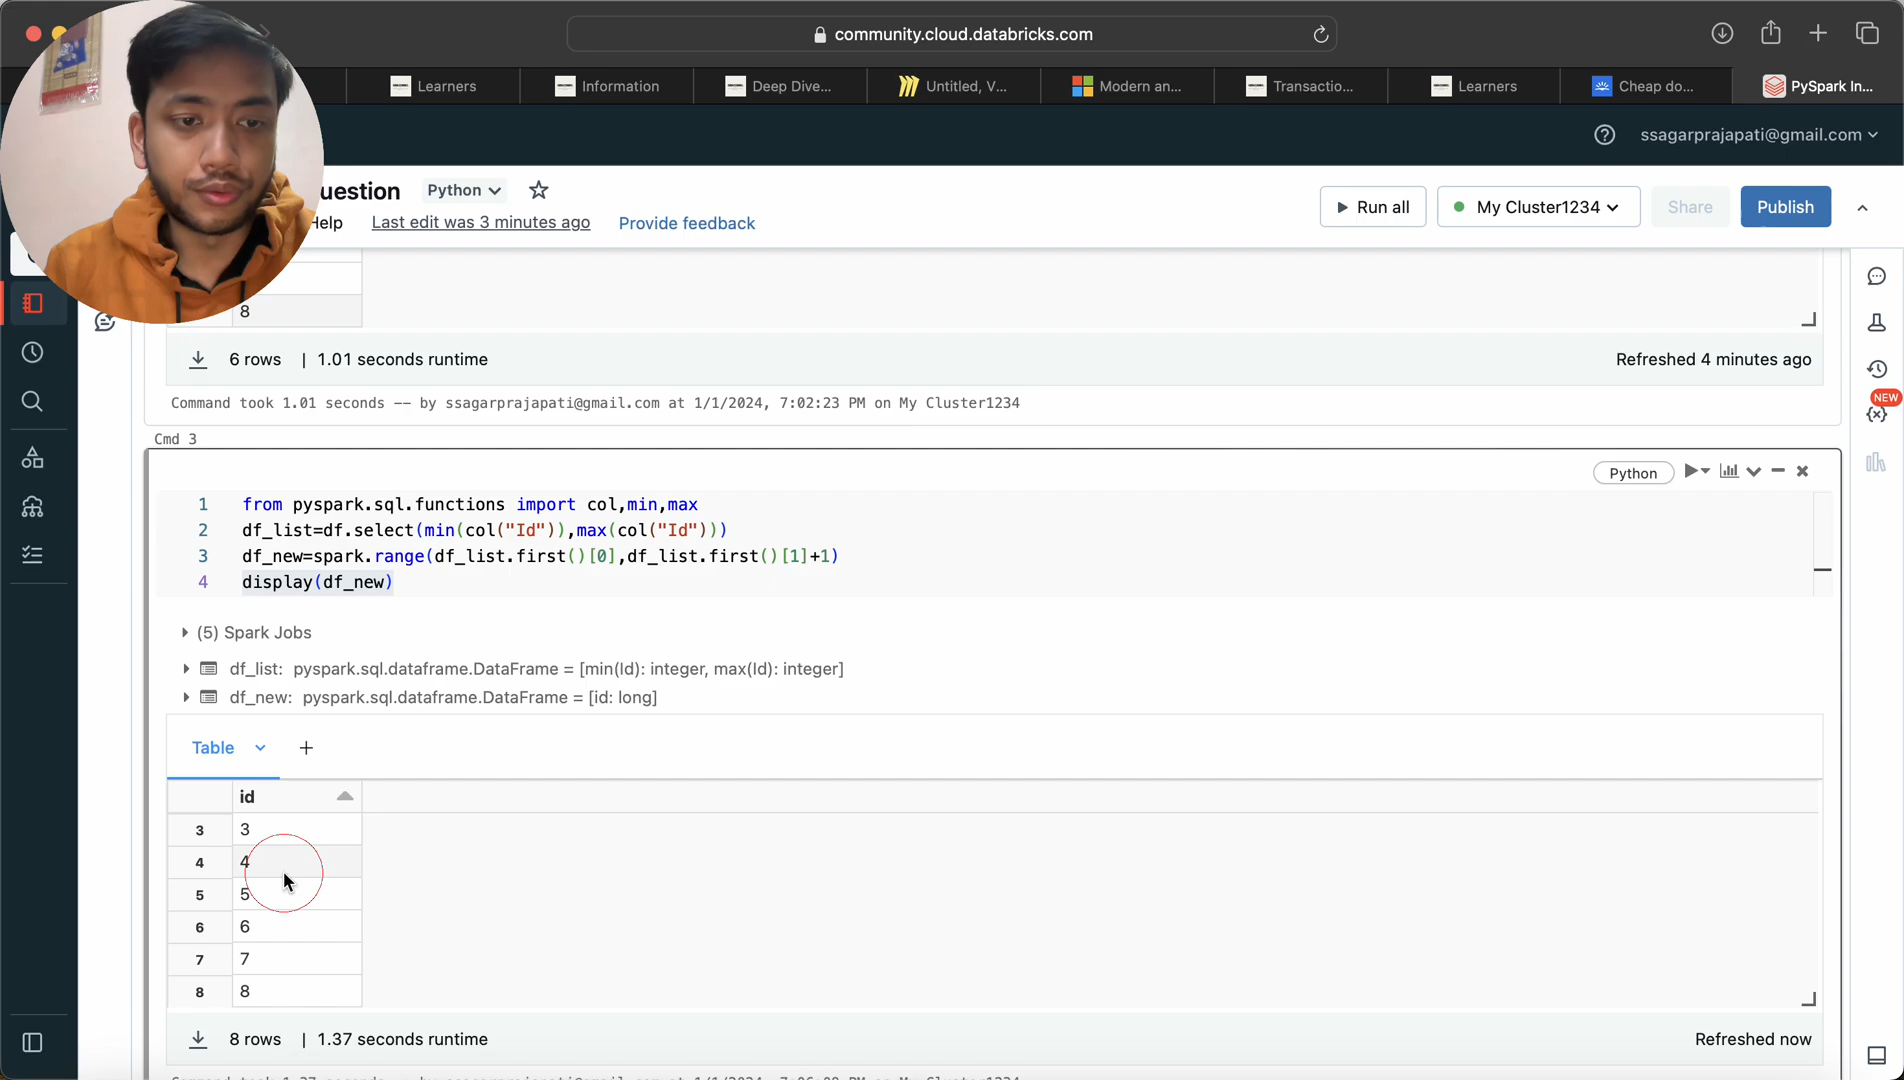 community.cloud.databricks.com
Learners
Information
Deep Dive...
Untitled, V...
Modern an...
Transactio...
Learners
Cheap do...
PySpark In...
ssagarprajapati@gmail.com
uestion
Python
Help
Last edit was 3 minutes ago
Provide feedback
Run all
My Cluster1234
Share
Publish
8
6 rows | 1.01 seconds runtime
Refreshed 4 minutes ago
NEW
Command took 1.01 seconds -- by ssagarprajapati@gmail.com at 1/1/2024, 7:02:23 PM on My Cluster1234
Cmd 3
Python
1 from pyspark.sql.functions import col,min,max
2 df_list=df.select(min(col("Id")),max(col("Id")))
3 df_new=spark.range(df_list.first()[0],df_list.first()[1]+1)
4 display(df_new)
(5) Spark Jobs
df_list: pyspark.sql.dataframe.DataFrame = [min(Id): integer, max(Id): integer]
df_new: pyspark.sql.dataframe.DataFrame = [id: long]
Table +
id
3 3
4 4
5 5
6 6
7 7
8 8
8 rows | 1.37 seconds runtime
Refreshed now